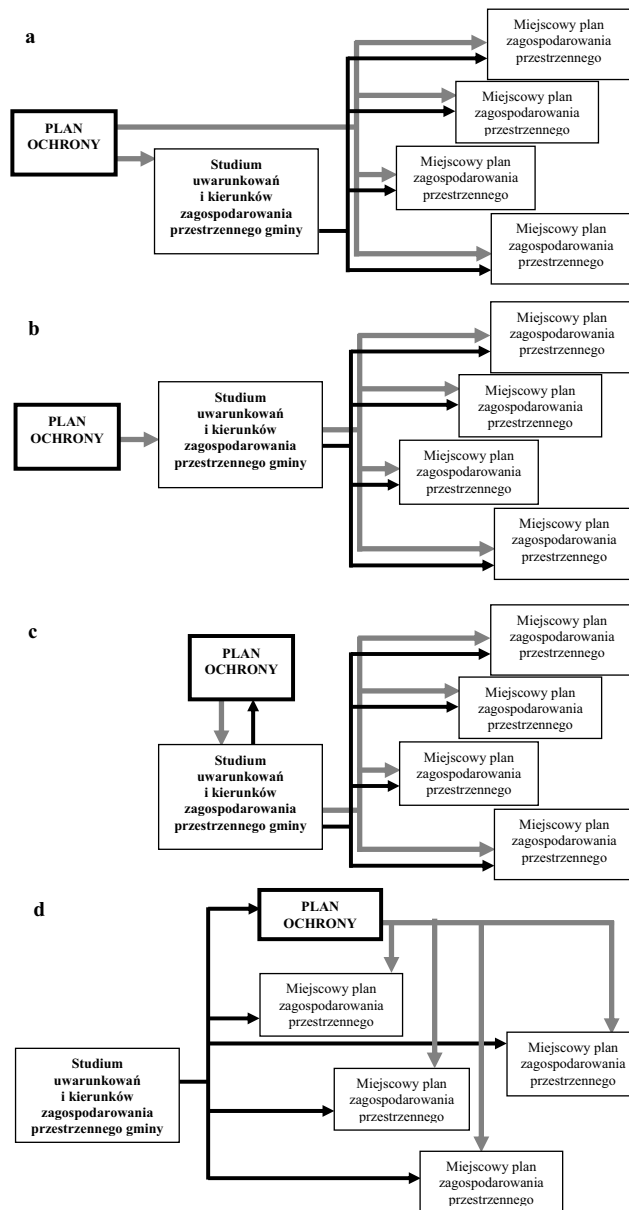 a
Miejscowy plan
zagospodarowania
przestrzennego
Miejscowy plan
zagospodarowania
przestrzennego
PLAN
OCHRONY
Miejscowy plan
zagospodarowania
przestrzennego
Studium
uwarunkowań
i kierunków
zagospodarowania
przestrzennego gminy
Miejscowy plan
zagospodarowania
przestrzennego
b
Miejscowy plan
zagospodarowania
przestrzennego
Miejscowy plan
zagospodarowania
przestrzennego
PLAN
OCHRONY
Studium
uwarunkowań
i kierunków
zagospodarowania
przestrzennego gminy
Miejscowy plan
zagospodarowania
przestrzennego
Miejscowy plan
zagospodarowania
przestrzennego
c
Miejscowy plan
zagospodarowania
przestrzennego
PLAN
OCHRONY
Miejscowy plan
zagospodarowania
przestrzennego
Studium
uwarunkowań
i kierunków
zagospodarowania
przestrzennego gminy
Miejscowy plan
zagospodarowania
przestrzennego
Miejscowy plan
zagospodarowania
przestrzennego
d
PLAN
OCHRONY
Miejscowy plan
zagospodarowania
przestrzennego
Miejscowy plan
zagospodarowania
przestrzennego
Studium
uwarunkowań
i kierunków
zagospodarowania
przestrzennego gminy
Miejscowy plan
zagospodarowania
przestrzennego
Miejscowy plan
zagospodarowania
przestrzennego